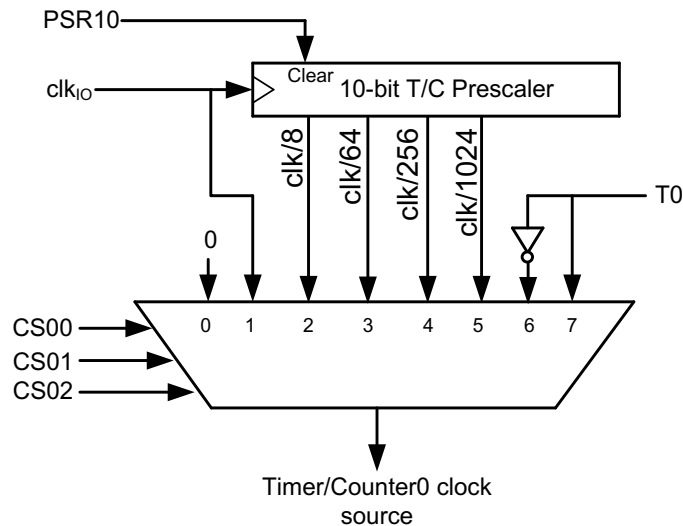 PSR10
clkIO
Clear
10-bit T/C Prescaler
clk/8
clk/64
clk/256
clk/1024
T0
0
0 1 2 3 4 5 6 7
CS00
CS01
CS02
Timer/Counter0 clock
source